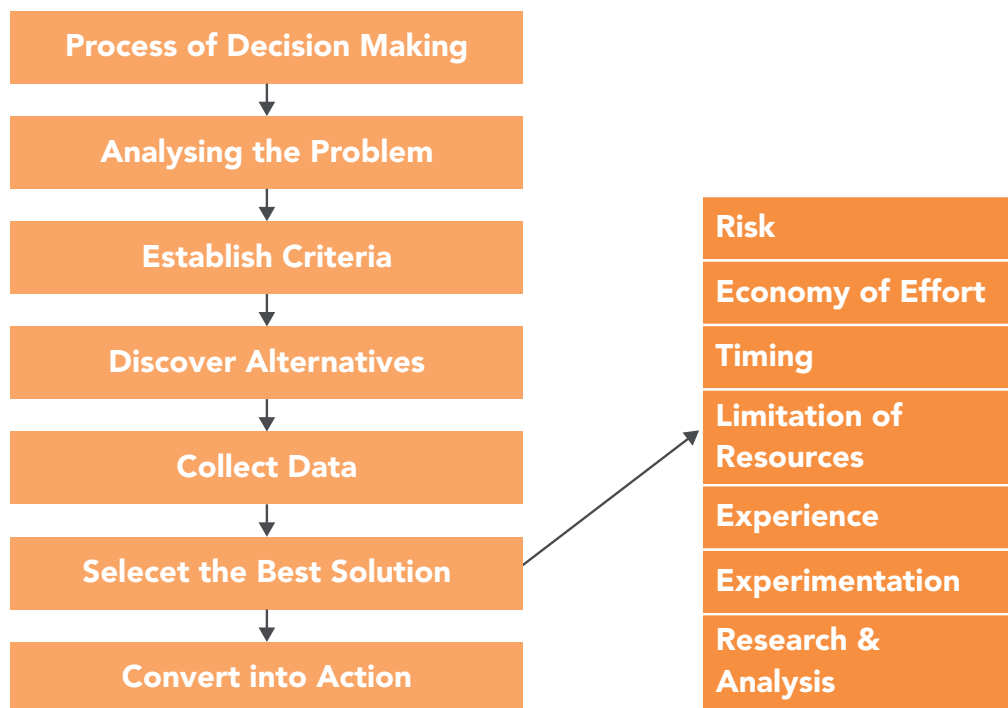 Process of Decision Making
Analysing the Problem
Establish Criteria
Discover Alternatives
Collect Data
Selecet the Best Solution
Convert into Action
Risk
Economy of Effort
Timing
Limitation of
Resources
Experience
Experimentation
Research &
Analysis